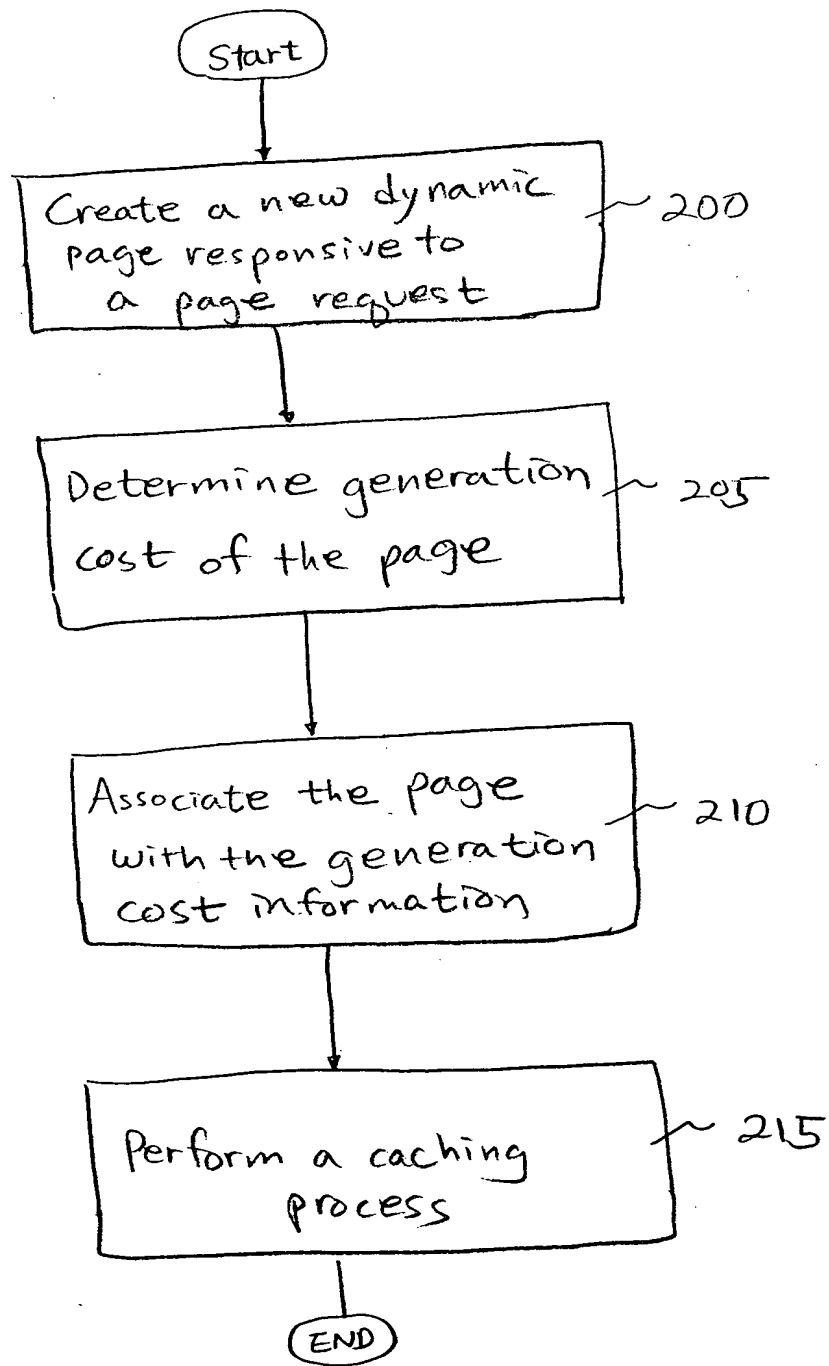 Start
Create a new dynamic
page responsive to
a page request
200
Determine generation
cost of the page
205
Associate the page
with the generation
cost information
210
Perform a caching
process
215
END